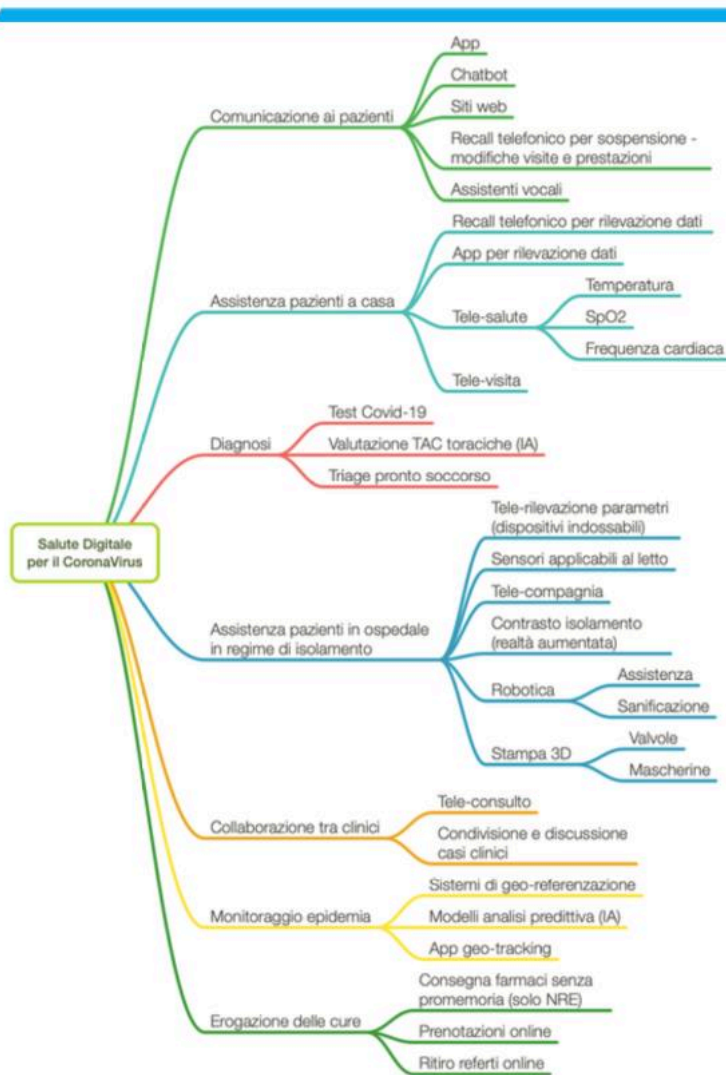 App
Chatbot
Siti web
Comunicazione ai pazienti
Recall telefonico per sospensione -
modifiche visite e prestazioni
Assistenti vocali
Recall telefonico per rilevazione dati
App per rilevazione dati
Temperatura
Assistenza pazienti a casa
Tele-salute
SpO2
Frequenza cardiaca
Tele-visita
Test Covid-19
Diagnosi
Valutazione TAC toraciche (IA)
Triage pronto soccorso
Salute Digitale
per il CoronaVirus
Tele-rilevazione parametri
(dispositivi indossabili)
Sensori applicabili al letto
Tele-compagnia
Assistenza pazienti in ospedale
in regime di isolamento
Contrasto isolamento
(realtà aumentata)
Robotica
Assistenza
Sanificazione
Stampa 3D
Valvole
Mascherine
Collaborazione tra clinici
Tele-consulto
Condivisione e discussione
casi clinici
Sistemi di geo-referenzazione
Monitoraggio epidemia
Modelli analisi predittiva (IA)
App geo-tracking
Consegna farmaci senza
promemoria (solo NRE)
Erogazione delle cure
Prenotazioni online
Ritiro referti online